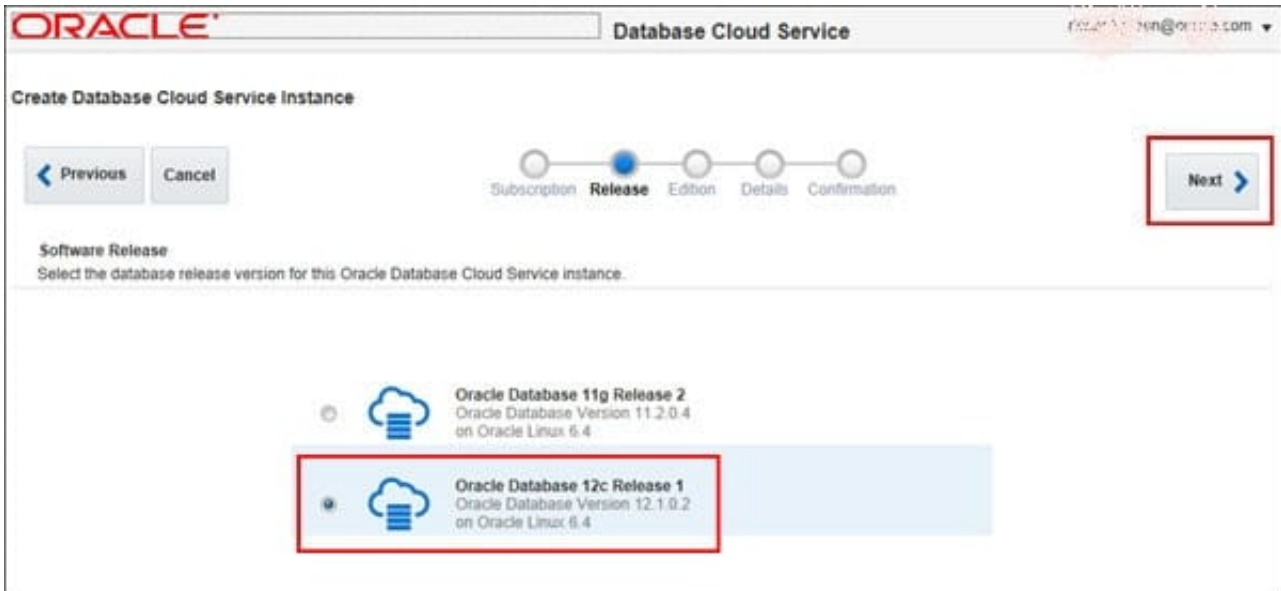 ORACLE
Database Cloud Service
Create Database Cloud Service Instance
Previous
Cancel
Subscription Release Edition Details Confirmation
Next
Software Release
Select the database release version for this Oracle Database Cloud Service instance.
Oracle Database 11g Release 2
Oracle Database Version 11.2.0.4
on Oracle Linux 6.4
Oracle Database 12c Release 1
Oracle Database Version 12.1.0.2
on Oracle Linux 6.4